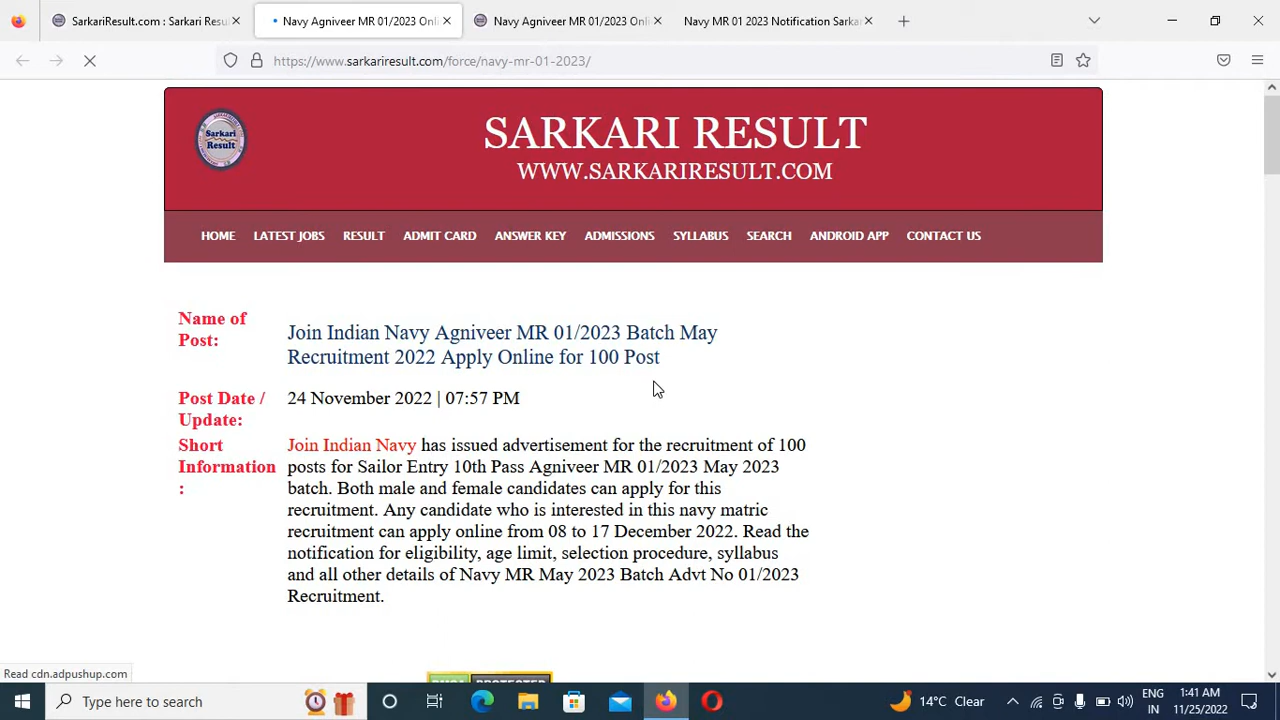 SarkariResult.com : Sarkari Resu
Navy Agniveer MR 01/2023 Onli
Navy Agniveer MR 01/2023 Onli
Navy MR 01 2023 Notification Sarkar
https://www.sarkariresult.com/force/navy-mr-01-2023/
Sarkari
Result
SARKARI RESULT
WWW.SARKARIRESULT.COM
HOME
LATEST JOBS
RESULT
ADMIT CARD
ANSWER KEY
ADMISSIONS
SYLLABUS
SEARCH
ANDROID APP
CONTACT US
Name of
Post:
Join Indian Navy Agniveer MR 01/2023 Batch May
Recruitment 2022 Apply Online for 100 Post
Post Date /
Update:
24 November 2022 | 07:57 PM
Short
Information
:
Join Indian Navy has issued advertisement for the recruitment of 100
posts for Sailor Entry 10th Pass Agniveer MR 01/2023 May 2023
batch. Both male and female candidates can apply for this
recruitment. Any candidate who is interested in this navy matric
recruitment can apply online from 08 to 17 December 2022. Read the
notification for eligibility, age limit, selection procedure, syllabus
and all other details of Navy MR May 2023 Batch Advt No 01/2023
Recruitment.
Read cdn.adpushup.com
Type here to search
14°C Clear
ENG
IN
1:41 AM
11/25/2022